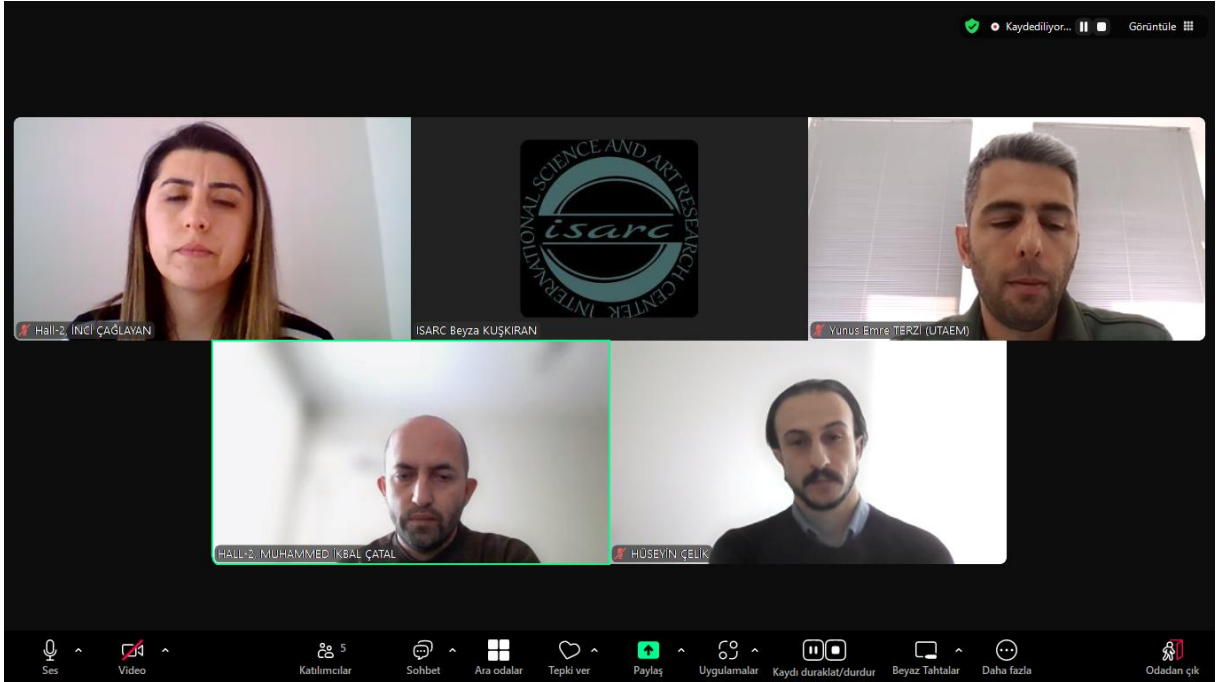 Kaydediliyor...
Görüntüle
INTERNATIONAL SCIENCE AND ART RESEARCH CENTER
isarc
Hall-2, İNCİ ÇAĞLAYAN
ISARC Beyza KUŞKIRAN
Yunus Emre TERZİ (UTAEM)
HALL-2, MUHAMMED İKBAL ÇATAL
HÜSEYİN ÇELİK
5
Ses
Video
Katılımcılar
Sohbet
Ara odalar
Tepki ver
Paylaş
Uygulamalar
Kaydı duraklat/durdur
Beyaz Tahtalar
Daha fazla
Odadan çık